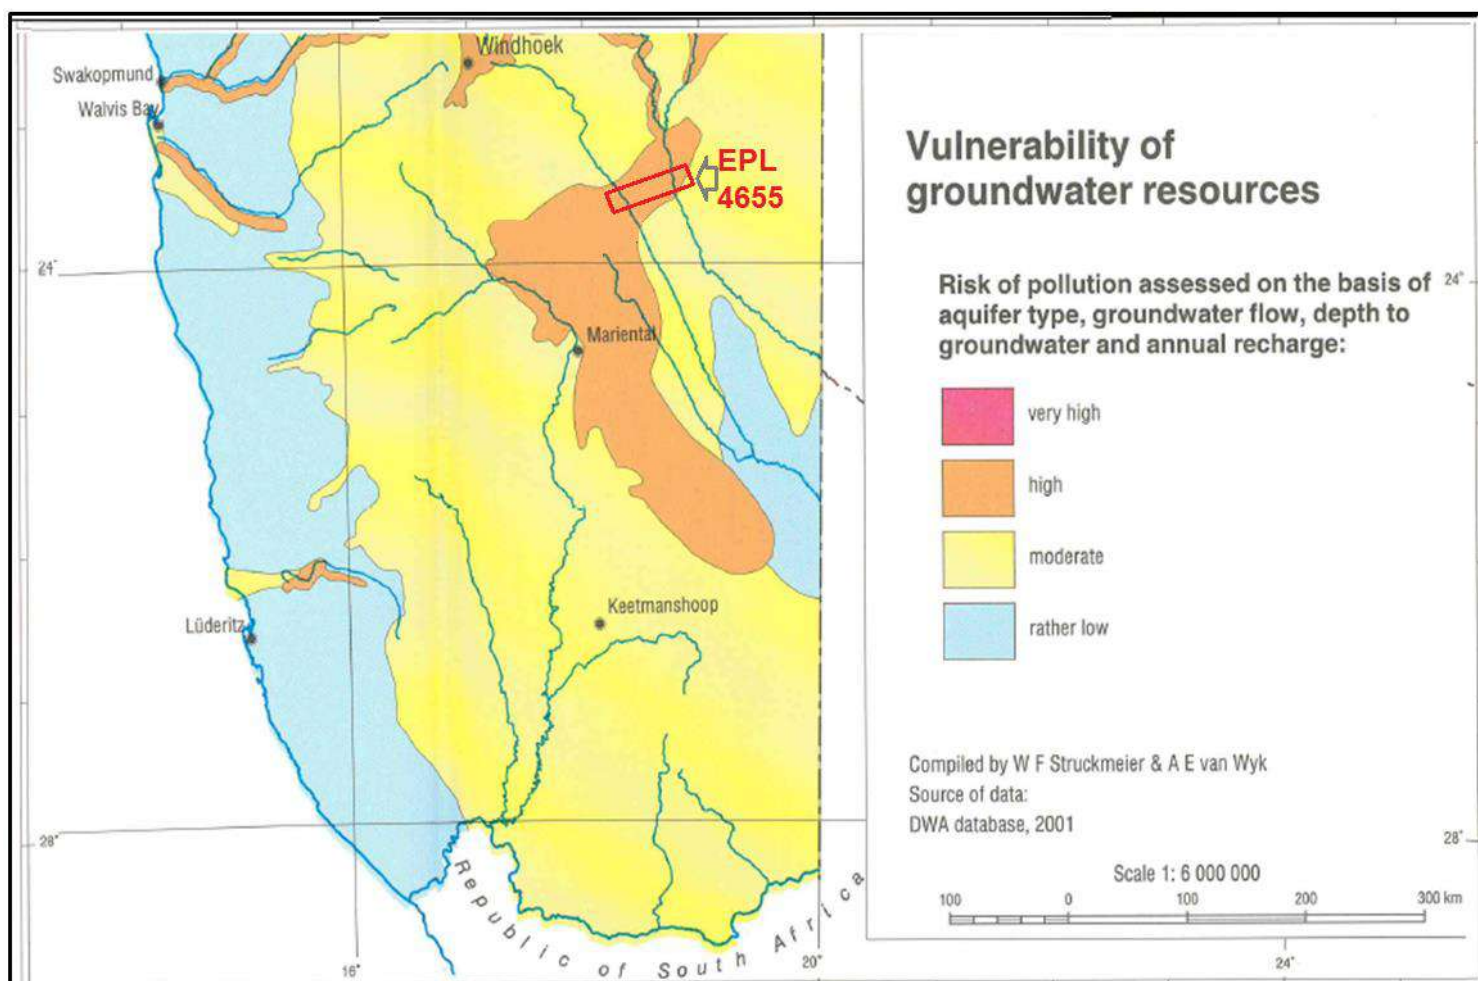 Windhoek
Swakopmund
Walvis Bay
EPL
4655
24°
Mariental
Keetmanshoop
Lüderitz
28°
Republic of South Africa
16°
20°
Vulnerability of
groundwater resources
Risk of pollution assessed on the basis of
aquifer type, groundwater flow, depth to
groundwater and annual recharge:
24°
very high
high
moderate
rather low
Compiled by W F Struckmeier & A E van Wyk
Source of data:
DWA database, 2001
28°
Scale 1: 6 000 000
100 0 100 200 300 km
24°